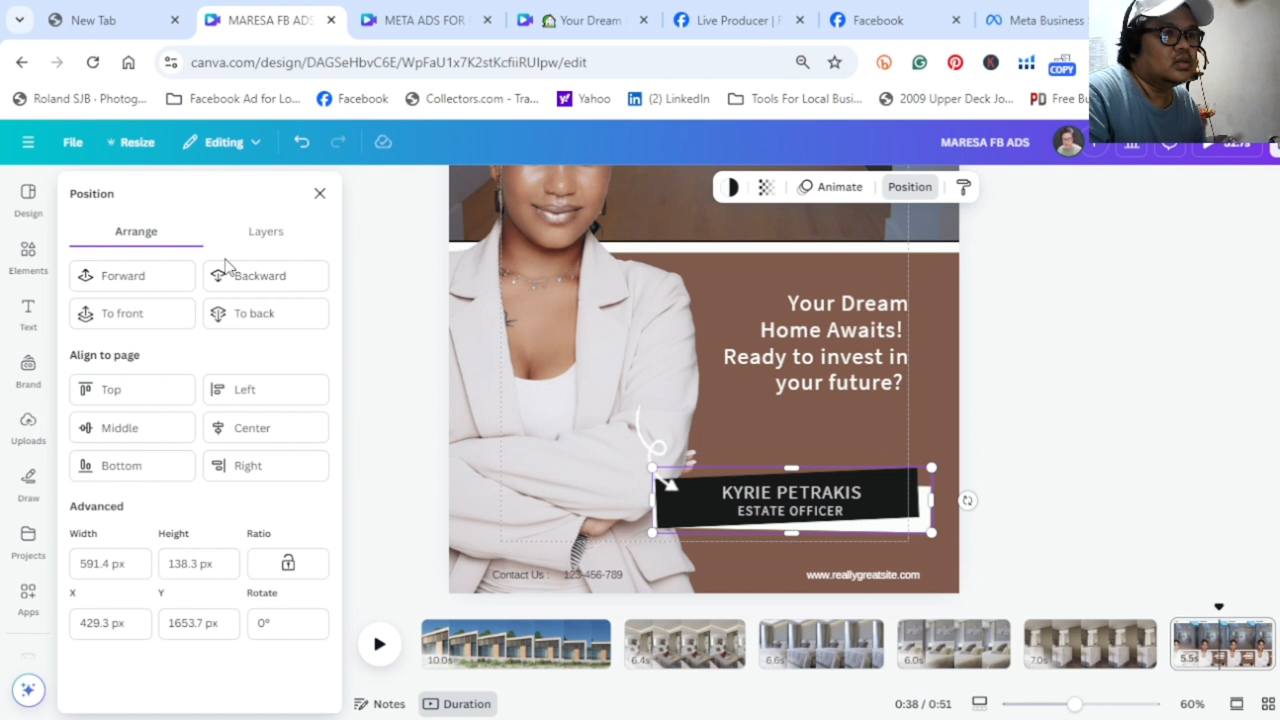 New Tab
MARESA FB ADS
META ADS FOR
Your Dream
Live Producer | F
Facebook
Meta Business
canva.com/design/DAGSeHbvC6E/WpFaU1x7K2stKcfiiRUlpw/edit
COPY
Roland SJB - Photog...
Facebook Ad for Lo...
Facebook
Collectors.com - Tra...
Yahoo
(2) LinkedIn
Tools For Local Busi...
2009 Upper Deck Jo...
Free Bu
File
Resize
Editing
MARESA FB ADS
Animate
Position
Design
Elements
Text
Brand
Uploads
Draw
Projects
Apps
Position
Arrange
Layers
Forward
Backward
To front
To back
Align to page
Top
Left
Middle
Center
Bottom
Right
Advanced
Width
Height
Ratio
591.4 px
138.3 px
X
Y
Rotate
429.3 px
1653.7 px
0°
Your Dream
Home Awaits!
Ready to invest in
your future?
KYRIE PETRAKIS
ESTATE OFFICER
Contact Us :
123-456-789
www.reallygreatsite.com
10.0s
6.4s
6.6s
6.0s
7.0s
5.5s
Notes
Duration
0:38 / 0:51
60%